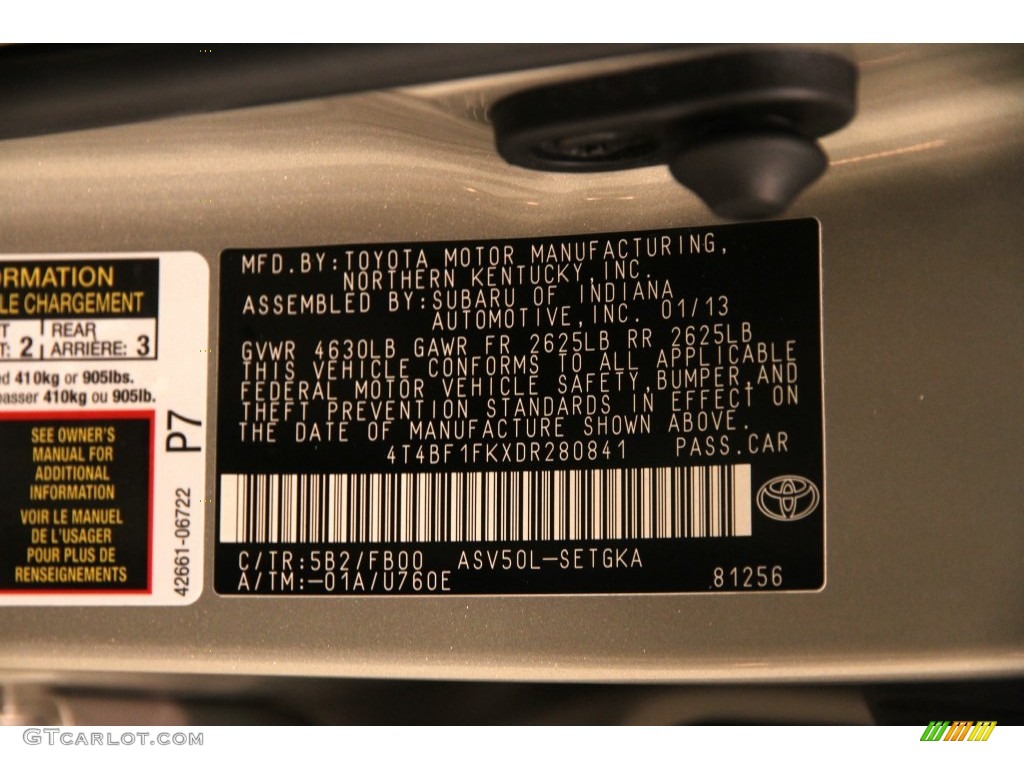 RMATION
LE CHARGEMENT
T REAR
T: 2 ARRIÈRE: 3
ed 410kg or 905lbs.
passer 410kg ou 905lb.
SEE OWNER'S
MANUAL FOR
ADDITIONAL
INFORMATION
VOIR LE MANUEL
DE L'USAGER
POUR PLUS DE
RENSEIGNEMENTS
P7
42661-06722
MFD.BY:TOYOTA MOTOR MANUFACTURING,
NORTHERN KENTUCKY,INC.
ASSEMBLED BY:SUBARU OF INDIANA
AUTOMOTIVE,INC. 01/13
GVWR 4630LB GAWR FR 2625LB RR 2625LB
THIS VEHICLE CONFORMS TO ALL APPLICABLE
FEDERAL MOTOR VEHICLE SAFETY,BUMPER,AND
THEFT PREVENTION STANDARDS IN EFFECT ON
THE DATE OF MANUFACTURE SHOWN ABOVE.
4T4BF1FKXDR280841 PASS.CAR
C/TR:5B2/FB00 ASV50L-SETGKA
A/TM:-01A/U760E 81256
GTCARLOT.COM